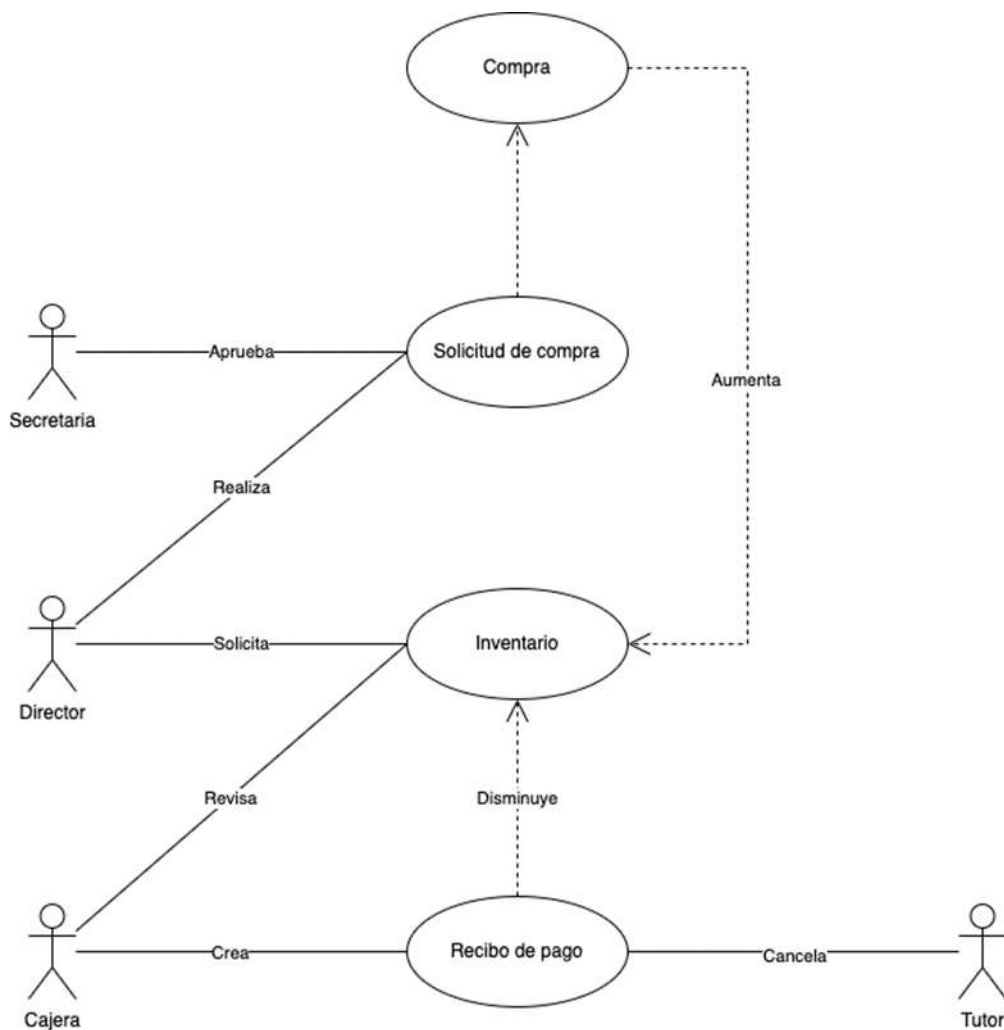 Compra
Aprueba
Solicitud de compra
Aumenta
Secretaria
Realiza
Solicita
Inventario
Director
Revisa
Disminuye
Crea
Recibo de pago
Cancela
Cajera
Tutor